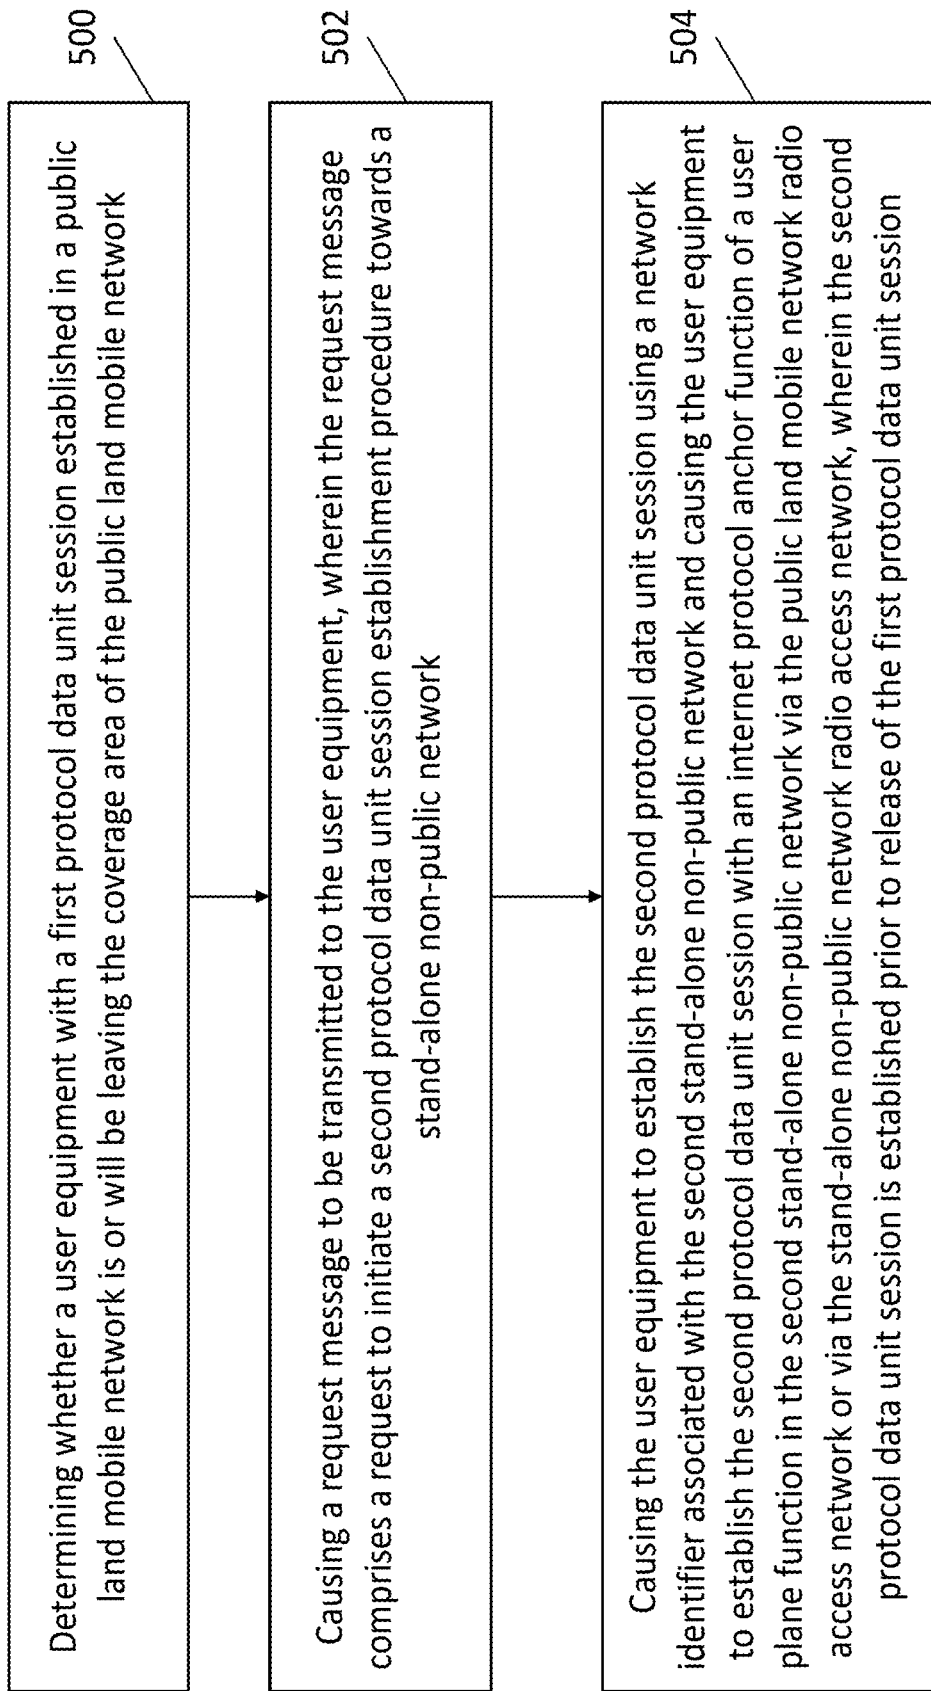 500
Determining whether a user equipment with a first protocol data unit session established in a public
land mobile network is or will be leaving the coverage area of the public land mobile network
502
Causing a request message to be transmitted to the user equipment, wherein the request message
comprises a request to initiate a second protocol data unit session establishment procedure towards a
stand-alone non-public network
504
Causing the user equipment to establish the second protocol data unit session using a network
identifier associated with the second stand-alone non-public network and causing the user equipment
to establish the second protocol data unit session with an internet protocol anchor function of a user
plane function in the second stand-alone non-public network via the public land mobile network radio
access network or via the stand-alone non-public network radio access network, wherein the second
protocol data unit session is established prior to release of the first protocol data unit session